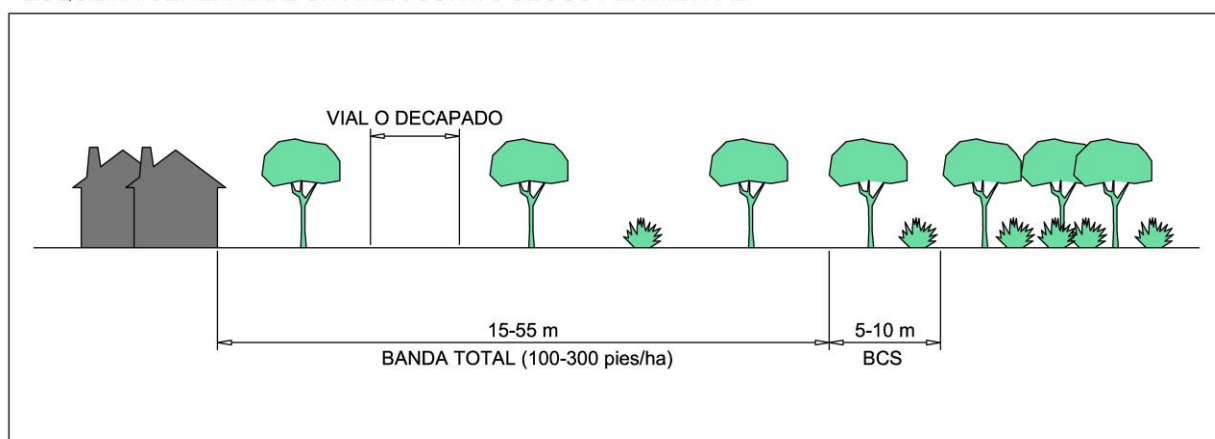 VIAL O DECAPADO
15-55 m
5-10 m
BANDA TOTAL (100-300 pies/ha)
BCS